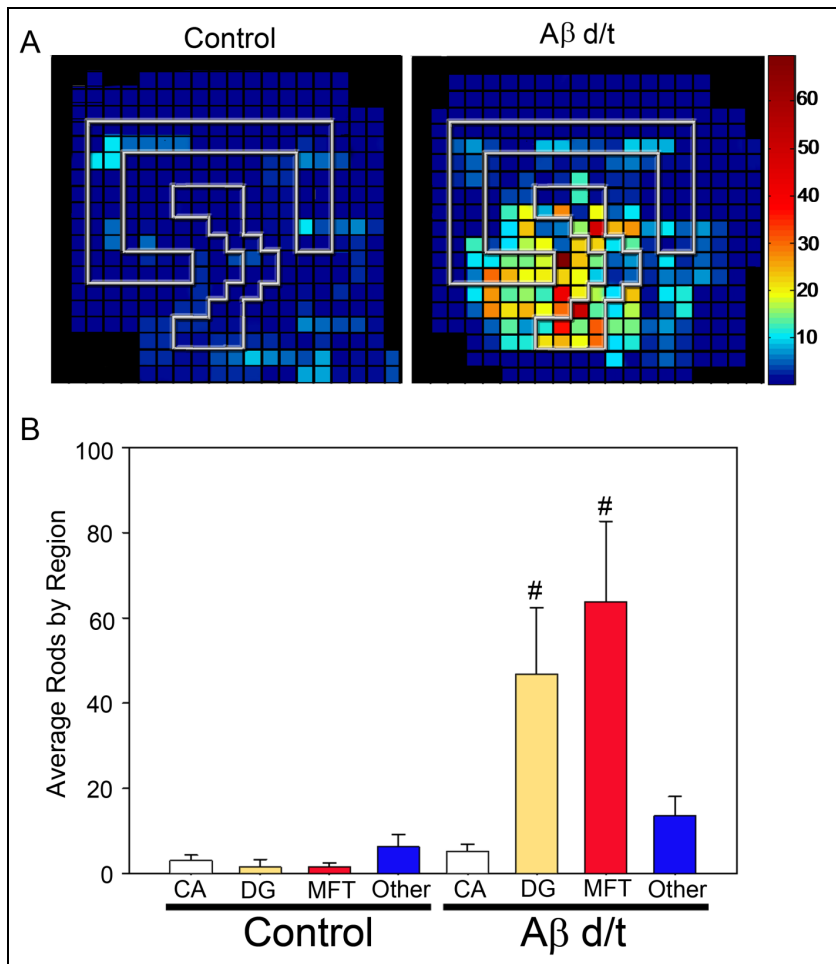 A
Control
Aβ d/t
60
50
40
30
20
10
B
Average Rods by Region
100
80
60
40
20
0
#
#
CA DG MFT Other CA DG MFT Other
Control Aβ d/t